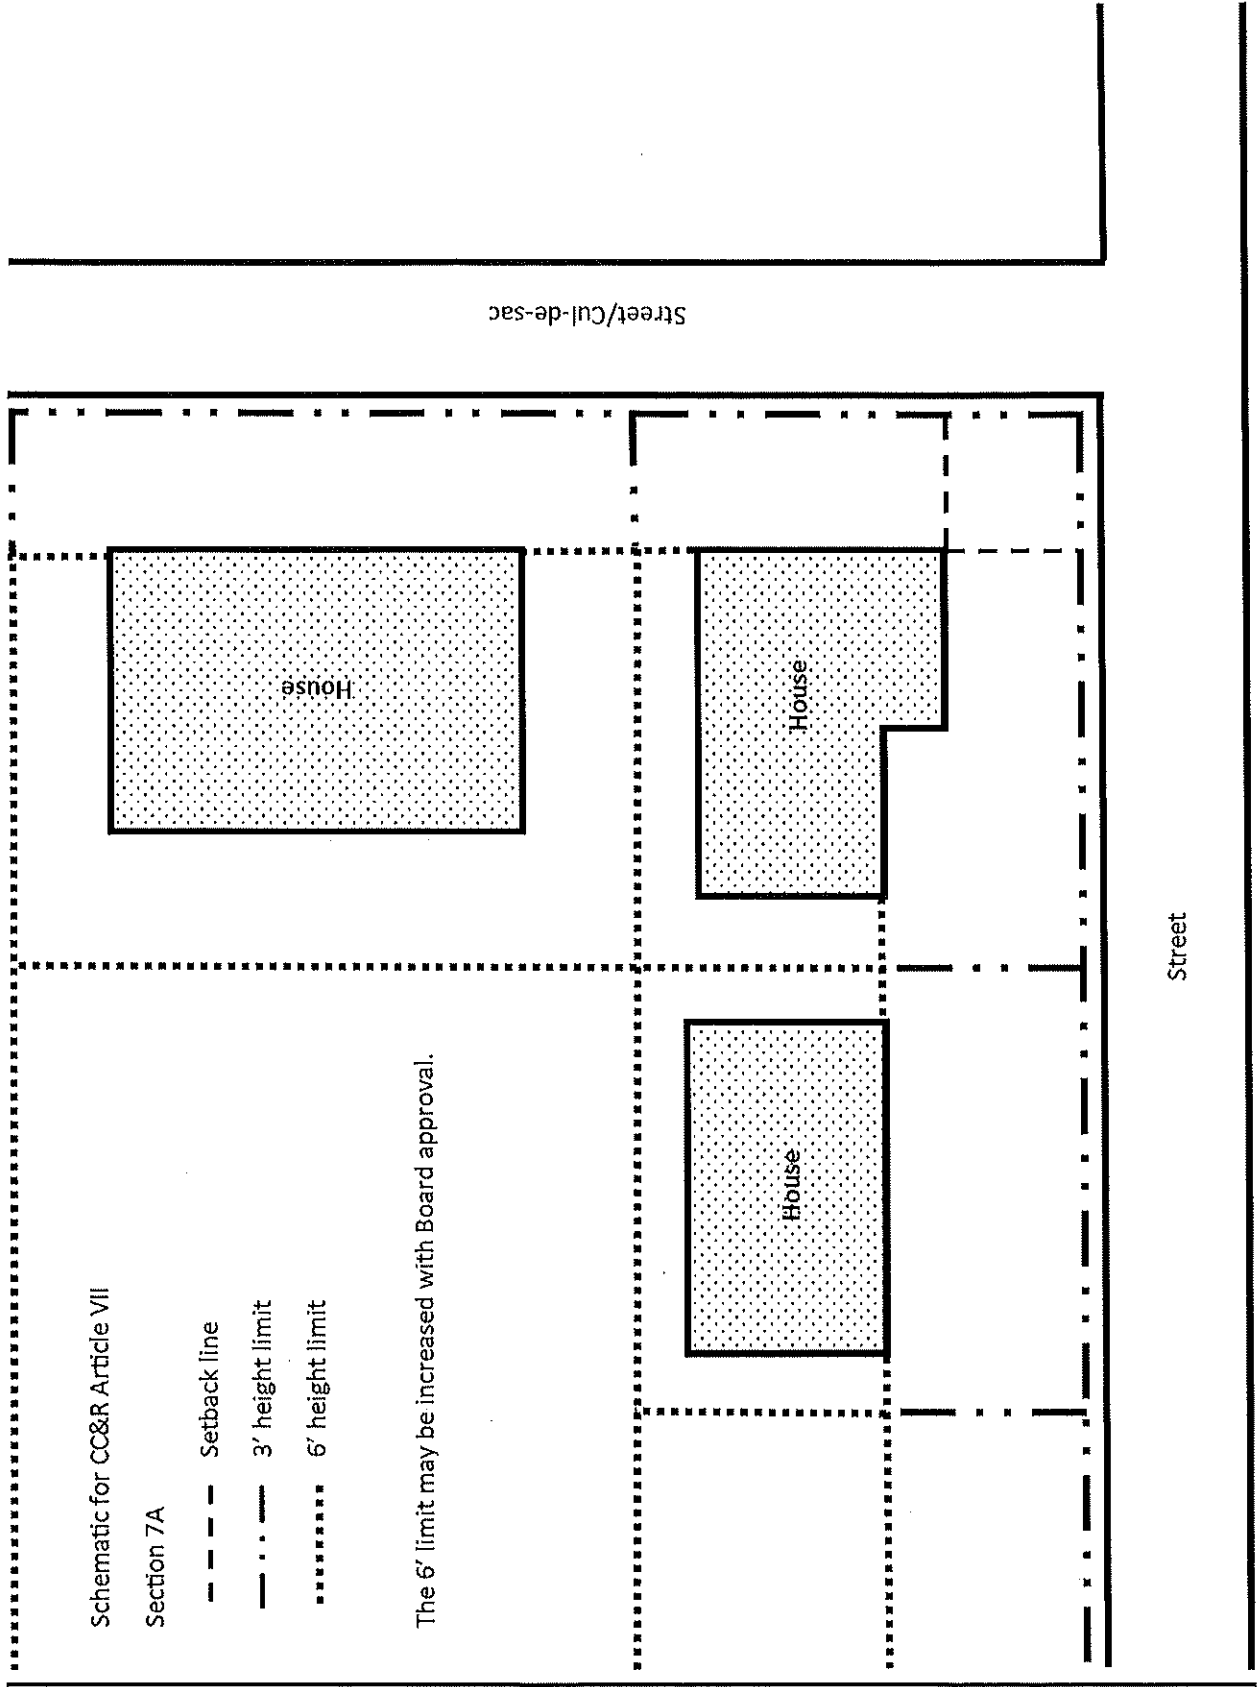 Schematic for CC&R Article VII
Section 7A
Setback line
3' height limit
6' height limit
The 6' limit may be increased with Board approval.
House
House
House
Street/Cul-de-sac
Street